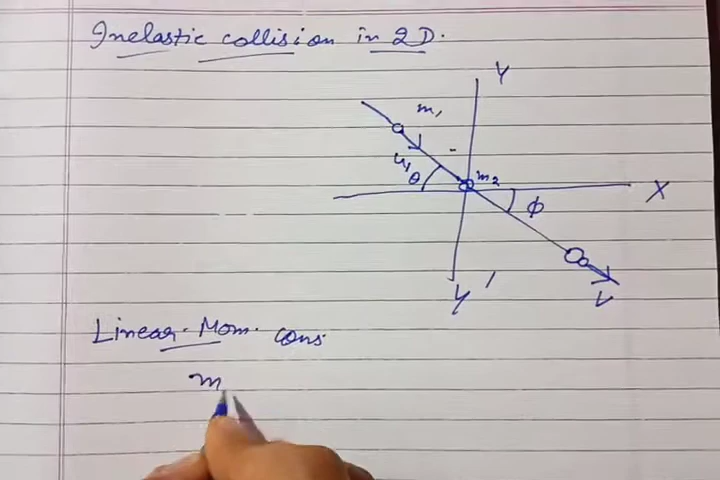 Inelastic collision in 2D.
Y
m1
u1
θ
m2
X
φ
Y'
V
Linear Mom. cons
m